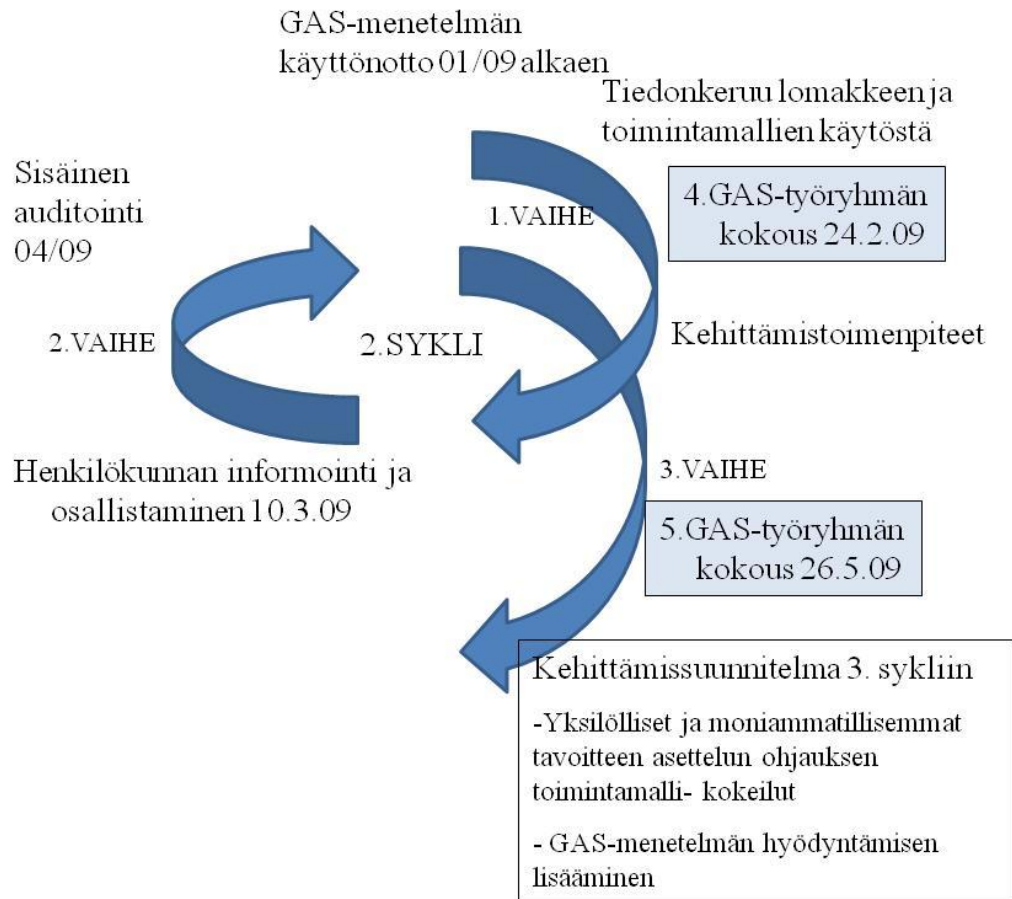 GAS-menetelmän
käyttönotto 01/09 alkaen
Tiedonkeruu lomakkeen ja
toimintamallien käytöstä
Sisäinen
auditointi
04/09
1.VAIHE
4.GAS-työryhmän
kokous 24.2.09
2.VAIHE
2.SYKLI
Kehittämistoimenpiteet
Henkilökunnan informointi ja
osallistaminen 10.3.09
3.VAIHE
5.GAS-työryhmän
kokous 26.5.09
Kehittämissuunnitelma 3. sykliin
-Yksilölliset ja moniammatillisemmat
tavoitteen asettelun ohjauksen
toimintamalli- kokeilut
- GAS-menetelmän hyödyntämisen
lisääminen